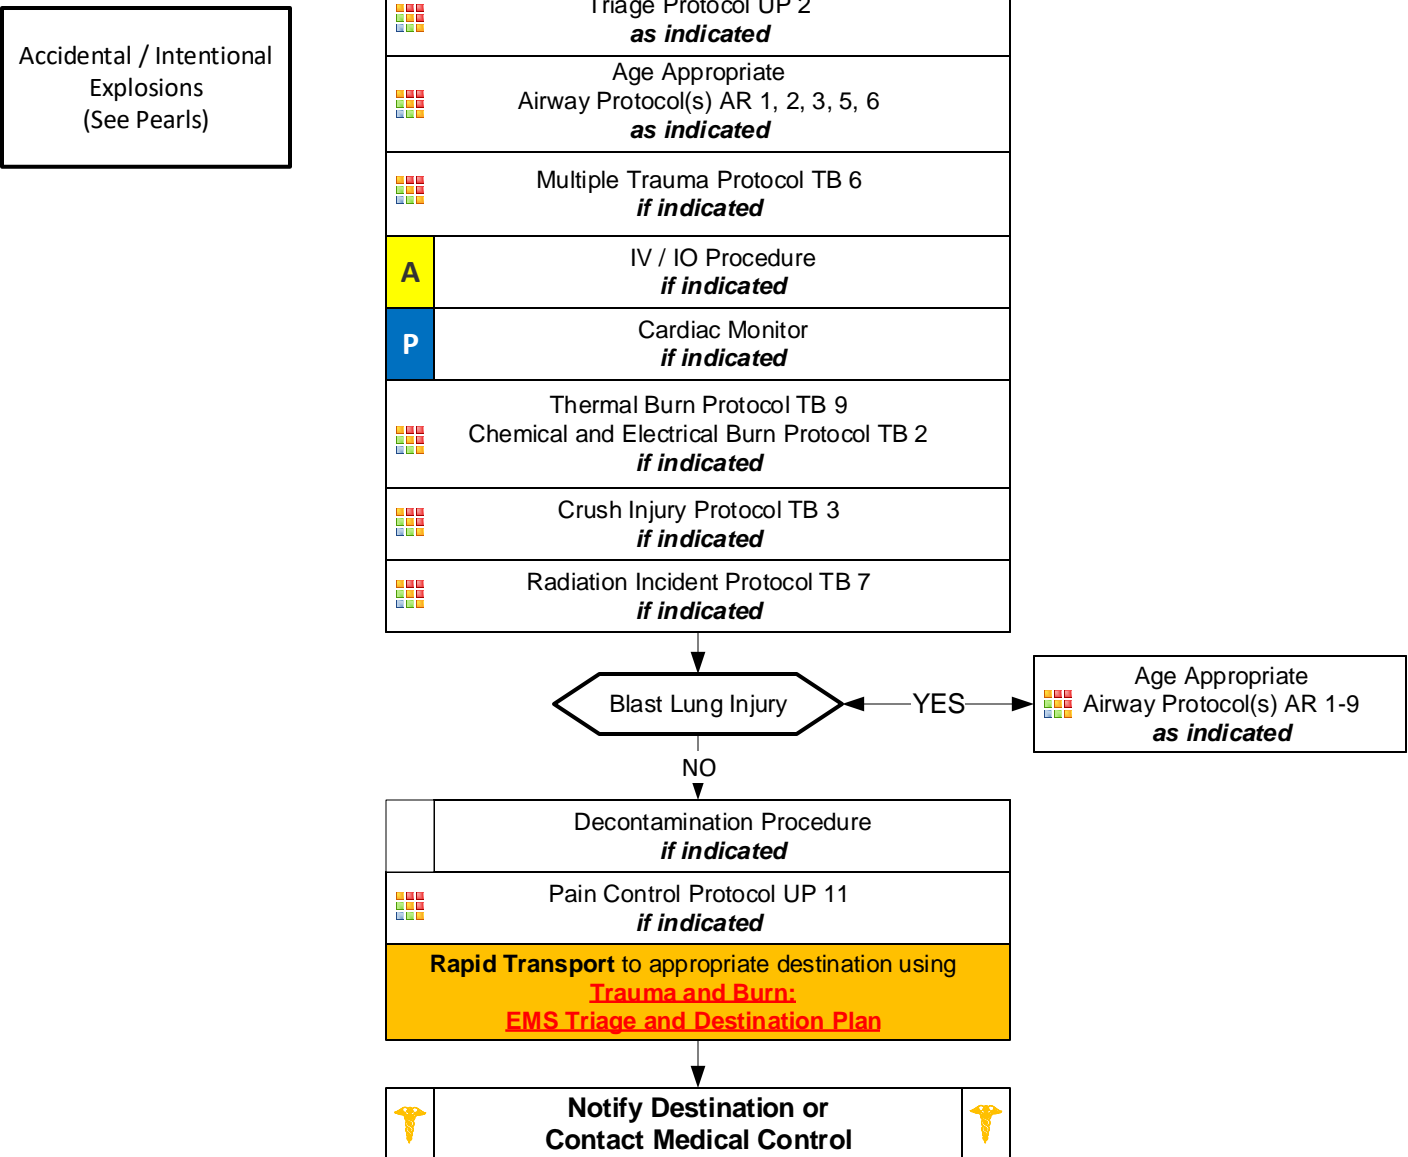 Accidental / Intentional
Explosions
(See Pearls)
Triage Protocol UP 2
as indicated
Age Appropriate
Airway Protocol(s) AR 1, 2, 3, 5, 6
as indicated
Multiple Trauma Protocol TB 6
if indicated
A
IV / IO Procedure
if indicated
P
Cardiac Monitor
if indicated
Thermal Burn Protocol TB 9
Chemical and Electrical Burn Protocol TB 2
if indicated
Crush Injury Protocol TB 3
if indicated
Radiation Incident Protocol TB 7
if indicated
Blast Lung Injury
YES
Age Appropriate
Airway Protocol(s) AR 1-9
as indicated
NO
Decontamination Procedure
if indicated
Pain Control Protocol UP 11
if indicated
Rapid Transport to appropriate destination using
Trauma and Burn:
EMS Triage and Destination Plan
Notify Destination or
Contact Medical Control